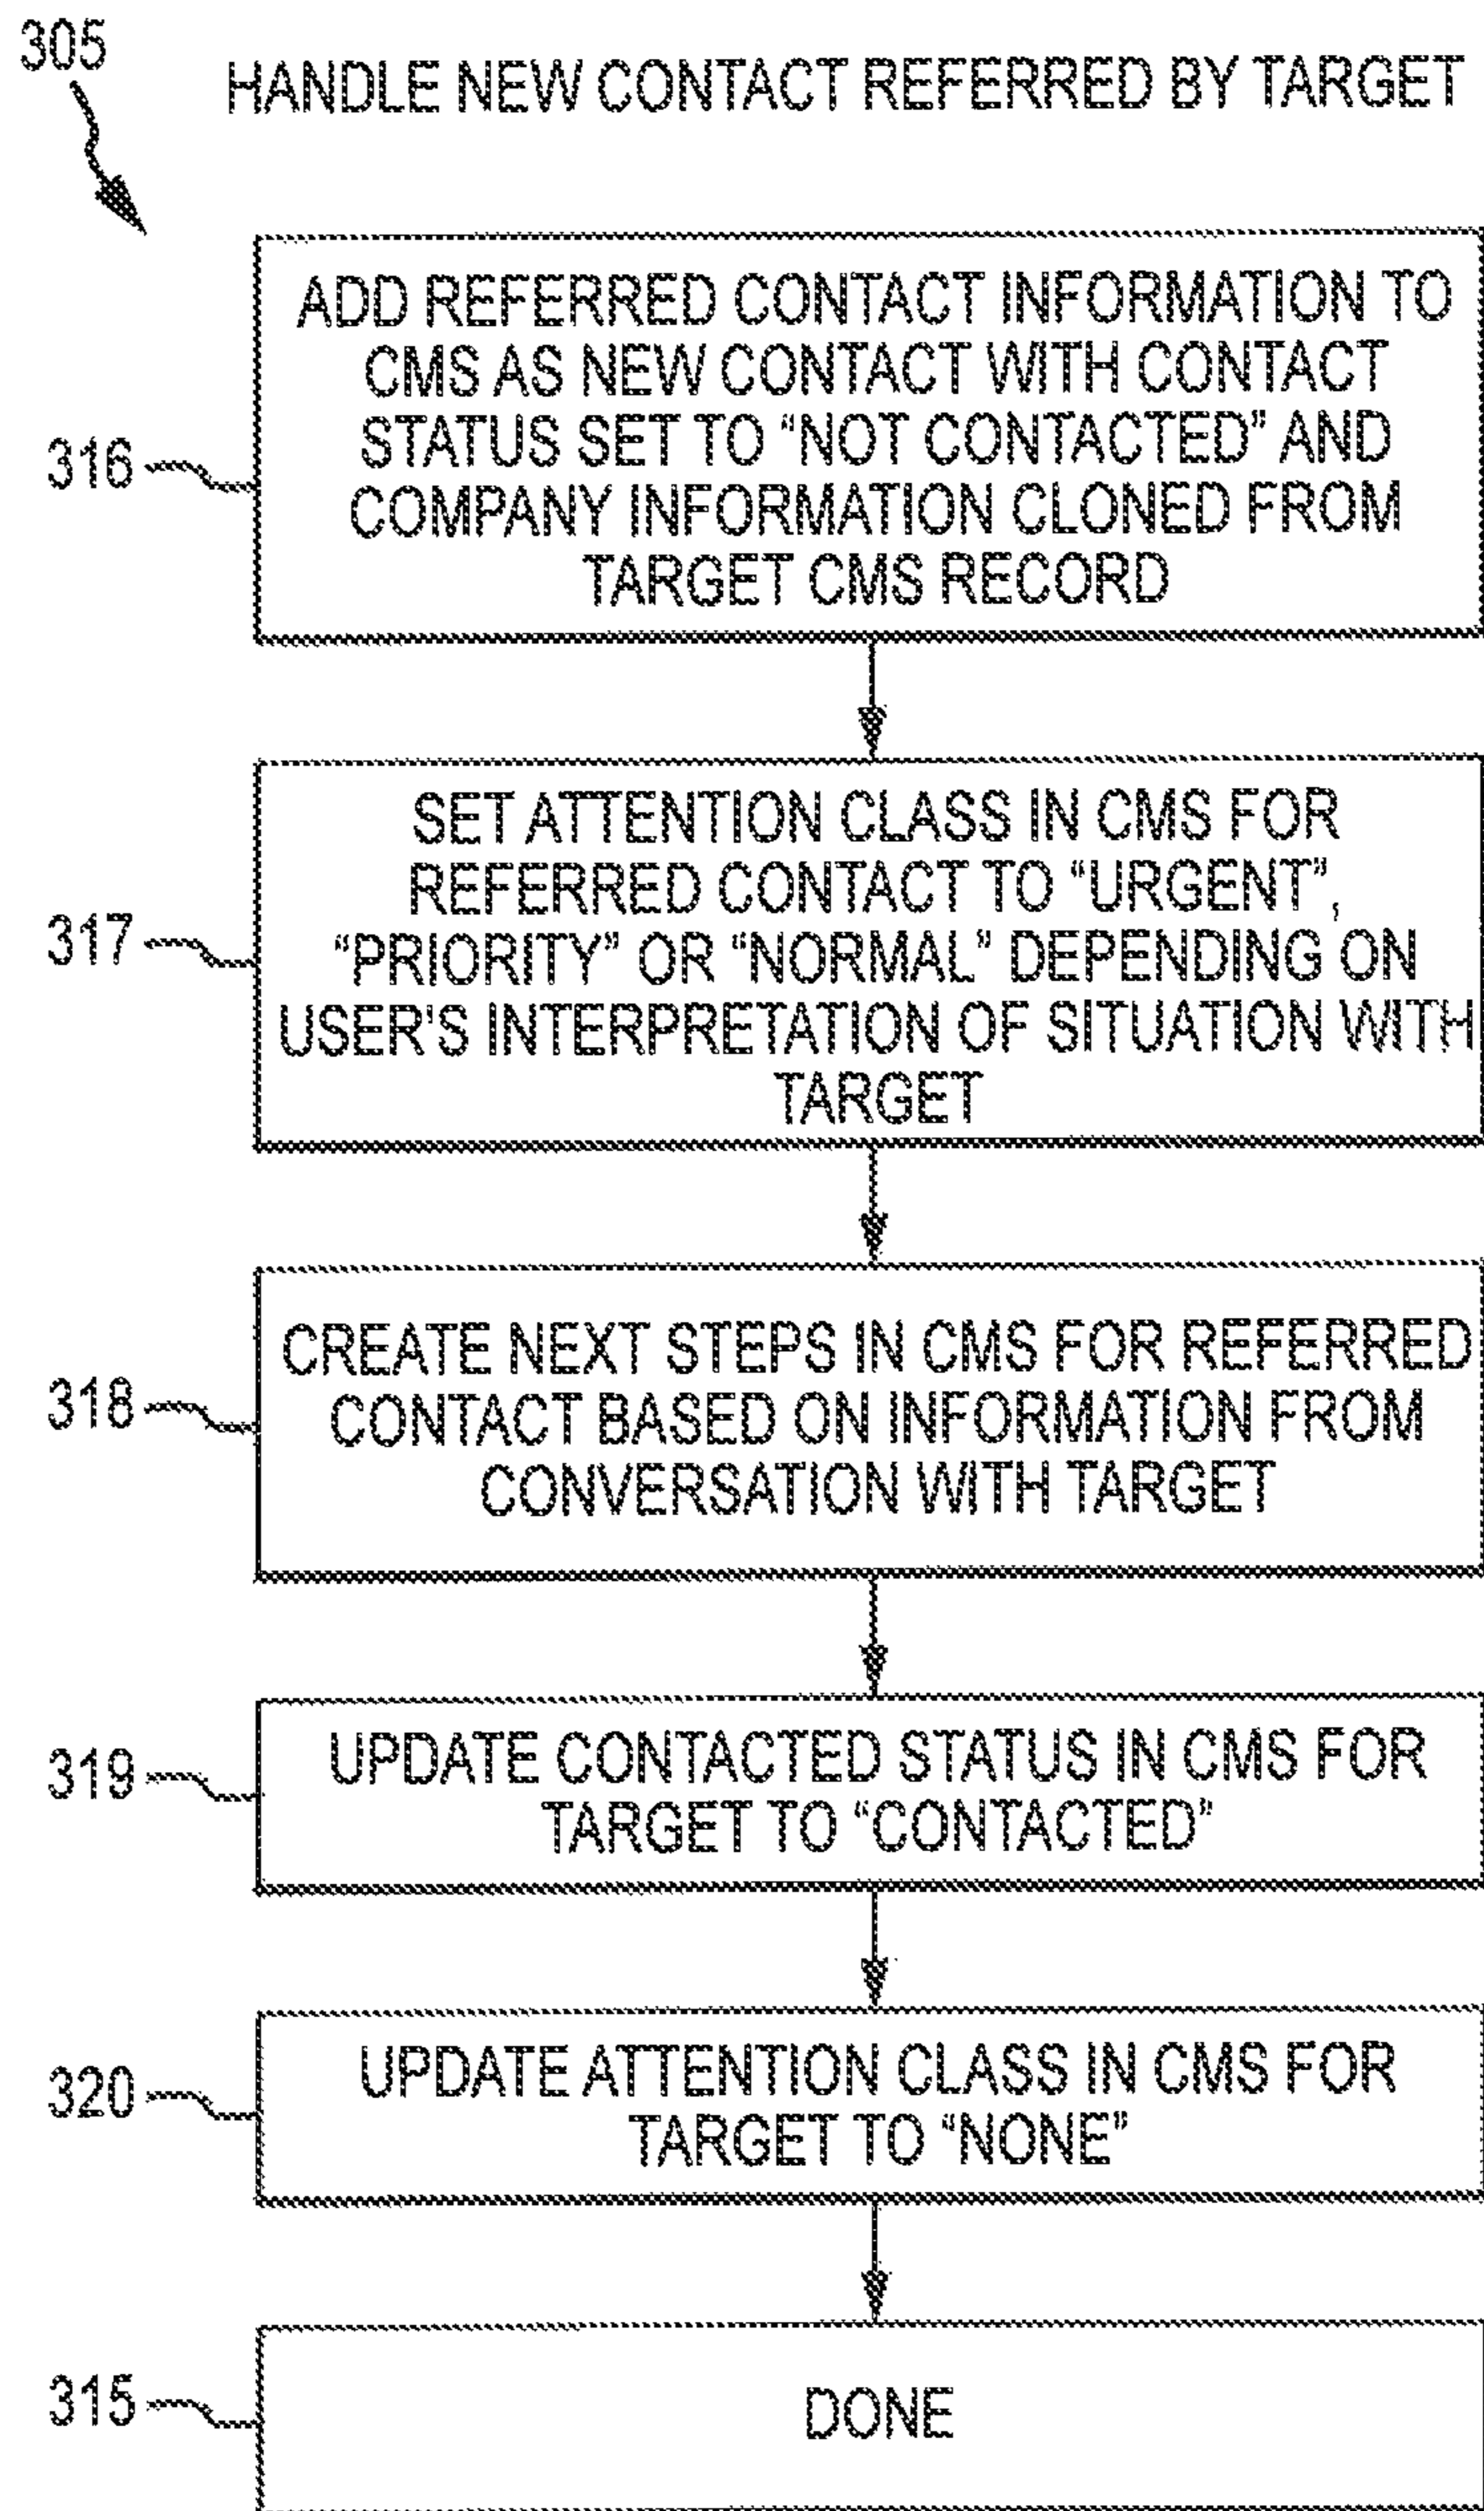 305
HANDLE NEW CONTACT REFERRED BY TARGET
ADD REFERRED CONTACT INFORMATION TO
CMS AS NEW CONTACT WITH CONTACT
STATUS SET TO "NOT CONTACTED" AND
COMPANY INFORMATION CLONED FROM
TARGET CMS RECORD
316
SET ATTENTION CLASS IN CMS FOR
REFERRED CONTACT TO "URGENT",
"PRIORITY" OR "NORMAL" DEPENDING ON
USER'S INTERPRETATION OF SITUATION WITH
TARGET
317
CREATE NEXT STEPS IN CMS FOR REFERRED
CONTACT BASED ON INFORMATION FROM
CONVERSATION WITH TARGET
318
UPDATE CONTACTED STATUS IN CMS FOR
TARGET TO "CONTACTED"
319
UPDATE ATTENTION CLASS IN CMS FOR
TARGET TO "NONE"
320
DONE
315